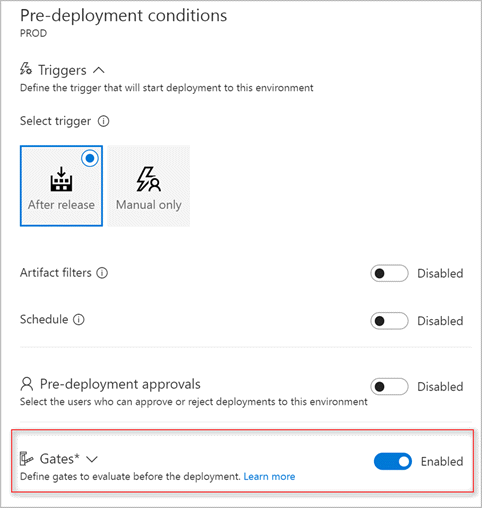 Pre-deployment conditions
PROD
Triggers
Define the trigger that will start deployment to this environment
Select trigger
After release
Manual only
Artifact filters
Disabled
Schedule
Disabled
Pre-deployment approvals
Select the users who can approve or reject deployments to this environment
Disabled
Gates*
Define gates to evaluate before the deployment. Learn more
Enabled